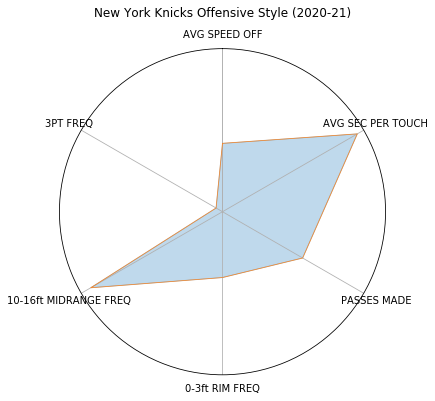 New York Knicks Offensive Style (2020-21)
AVG SPEED OFF
3PT FREQ
AVG SEC PER TOUCH
10-16ft MIDRANGE FREQ
PASSES MADE
0-3ft RIM FREQ